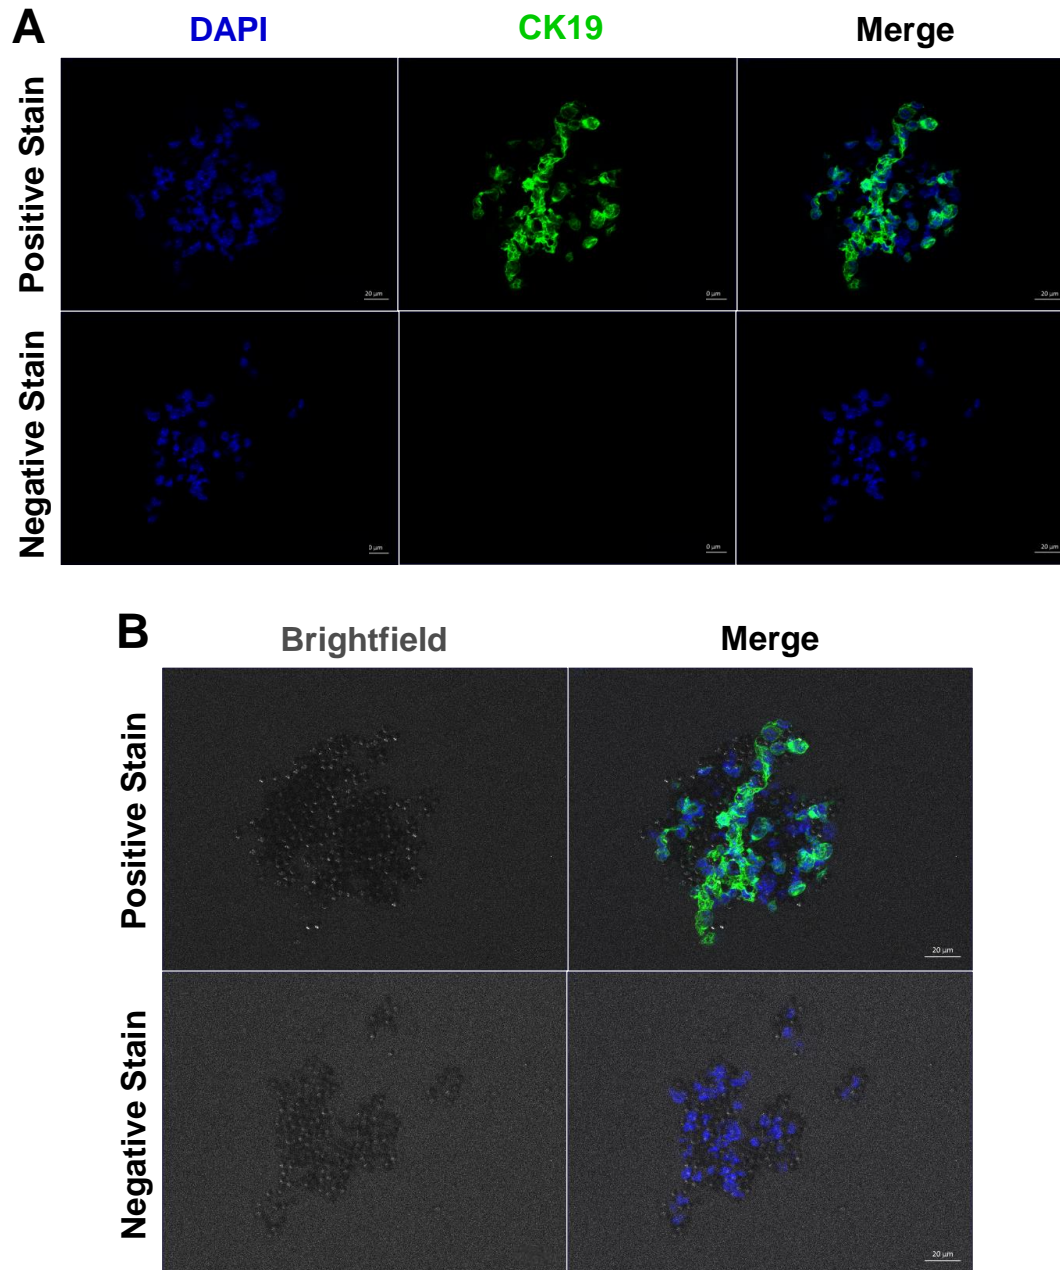 A
DAPI CK19 Merge
Positive Stain
20 µm 0 µm 20 µm
Negative Stain
0 µm 0 µm 20 µm
B
Brightfield Merge
Positive Stain
20 µm
Negative Stain
20 µm